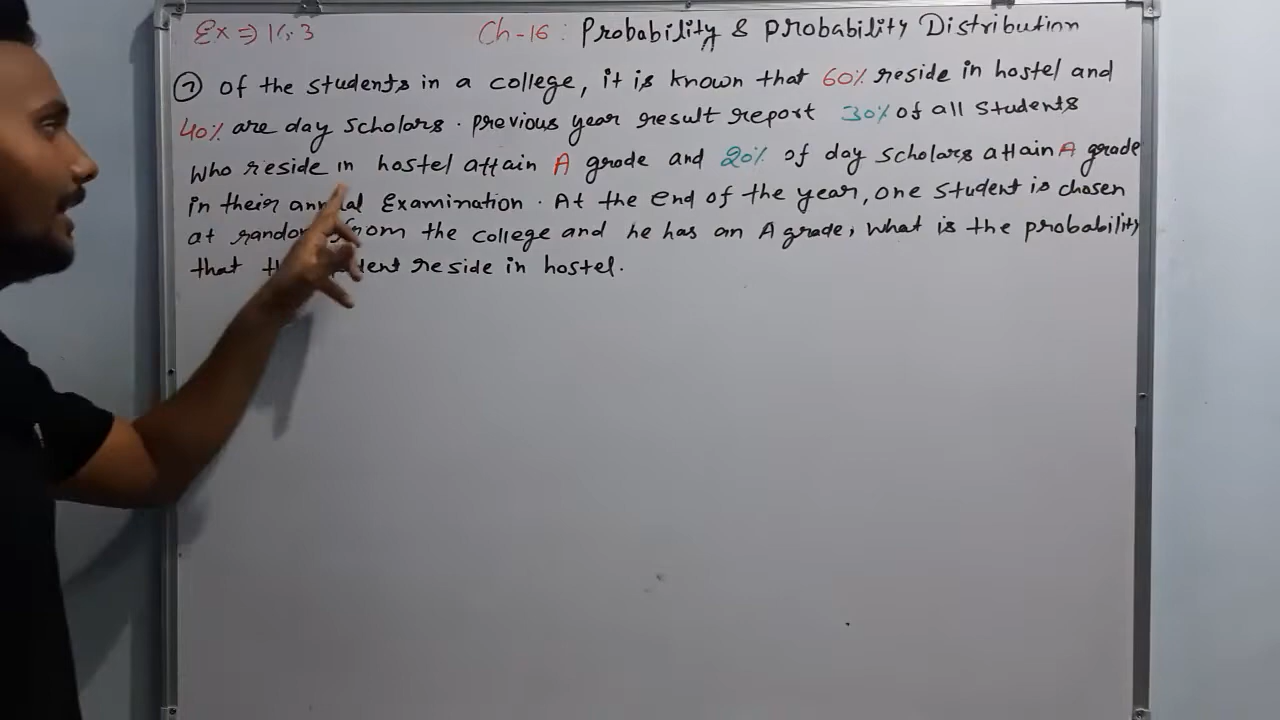 Ex ⇒ 16.3 Ch-16 : Probability & Probability Distribution
7 Of the students in a college, it is known that 60% reside in hostel and
40% are day scholars. previous year result report 30% of all students
who reside in hostel attain A grade and 20% of day scholars attain A grade
in their annual Examination. At the end of the year, one student is chosen
at random from the college and he has an A grade, what is the probability
that reside in hostel.